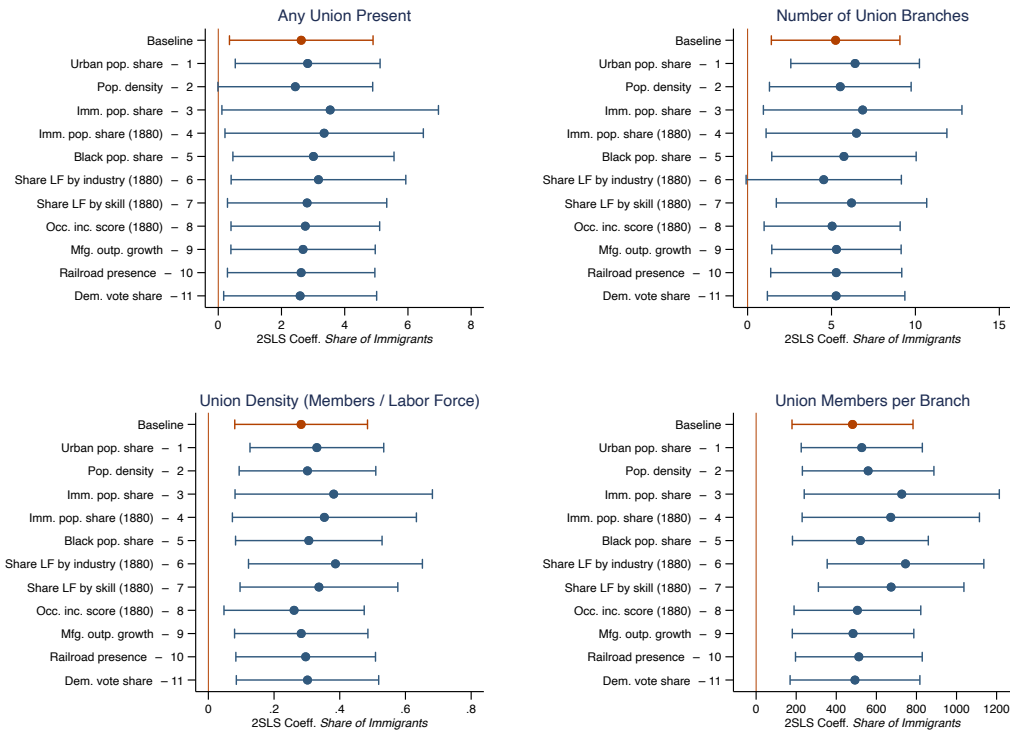 Any Union Present
Baseline
Urban pop. share - 1
Pop. density - 2
Imm. pop. share - 3
Imm. pop. share (1880) - 4
Black pop. share - 5
Share LF by industry (1880) - 6
Share LF by skill (1880) - 7
Occ. inc. score (1880) - 8
Mfg. outp. growth - 9
Railroad presence - 10
Dem. vote share - 11
0 2 4 6 8
2SLS Coeff. Share of Immigrants
Number of Union Branches
Baseline
Urban pop. share - 1
Pop. density - 2
Imm. pop. share - 3
Imm. pop. share (1880) - 4
Black pop. share - 5
Share LF by industry (1880) - 6
Share LF by skill (1880) - 7
Occ. inc. score (1880) - 8
Mfg. outp. growth - 9
Railroad presence - 10
Dem. vote share - 11
0 5 10 15
2SLS Coeff. Share of Immigrants
Union Density (Members / Labor Force)
Baseline
Urban pop. share - 1
Pop. density - 2
Imm. pop. share - 3
Imm. pop. share (1880) - 4
Black pop. share - 5
Share LF by industry (1880) - 6
Share LF by skill (1880) - 7
Occ. inc. score (1880) - 8
Mfg. outp. growth - 9
Railroad presence - 10
Dem. vote share - 11
0 .2 .4 .6 .8
2SLS Coeff. Share of Immigrants
Union Members per Branch
Baseline
Urban pop. share - 1
Pop. density - 2
Imm. pop. share - 3
Imm. pop. share (1880) - 4
Black pop. share - 5
Share LF by industry (1880) - 6
Share LF by skill (1880) - 7
Occ. inc. score (1880) - 8
Mfg. outp. growth - 9
Railroad presence - 10
Dem. vote share - 11
0 200 400 600 800 1000 1200
2SLS Coeff. Share of Immigrants